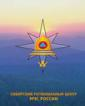 СИБИРСКИЙ РЕГИОНАЛЬНЫЙ ЦЕНТР
МЧС РОССИИ